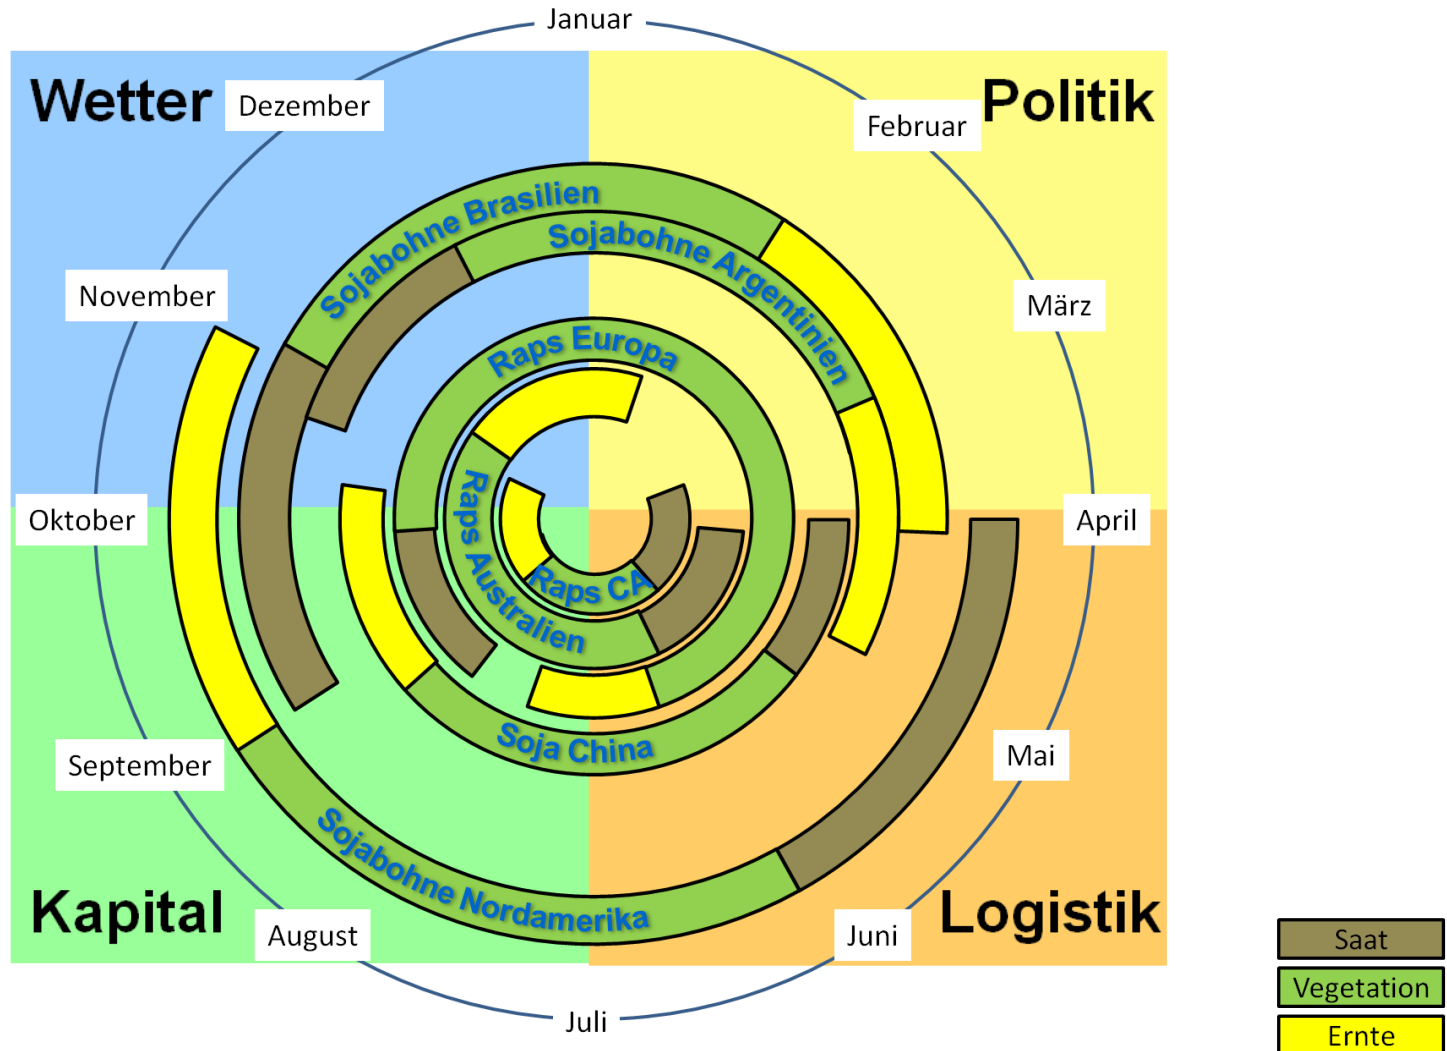 Januar
Wetter
Dezember
Politik
Februar
Sojabohne Brasilien
Sojabohne Argentinien
November
März
Raps Europa
Raps Australien
Oktober
April
Raps CA
Soja China
September
Mai
Sojabohne Nordamerika
Kapital
August
Juni
Logistik
Juli
Saat
Vegetation
Ernte